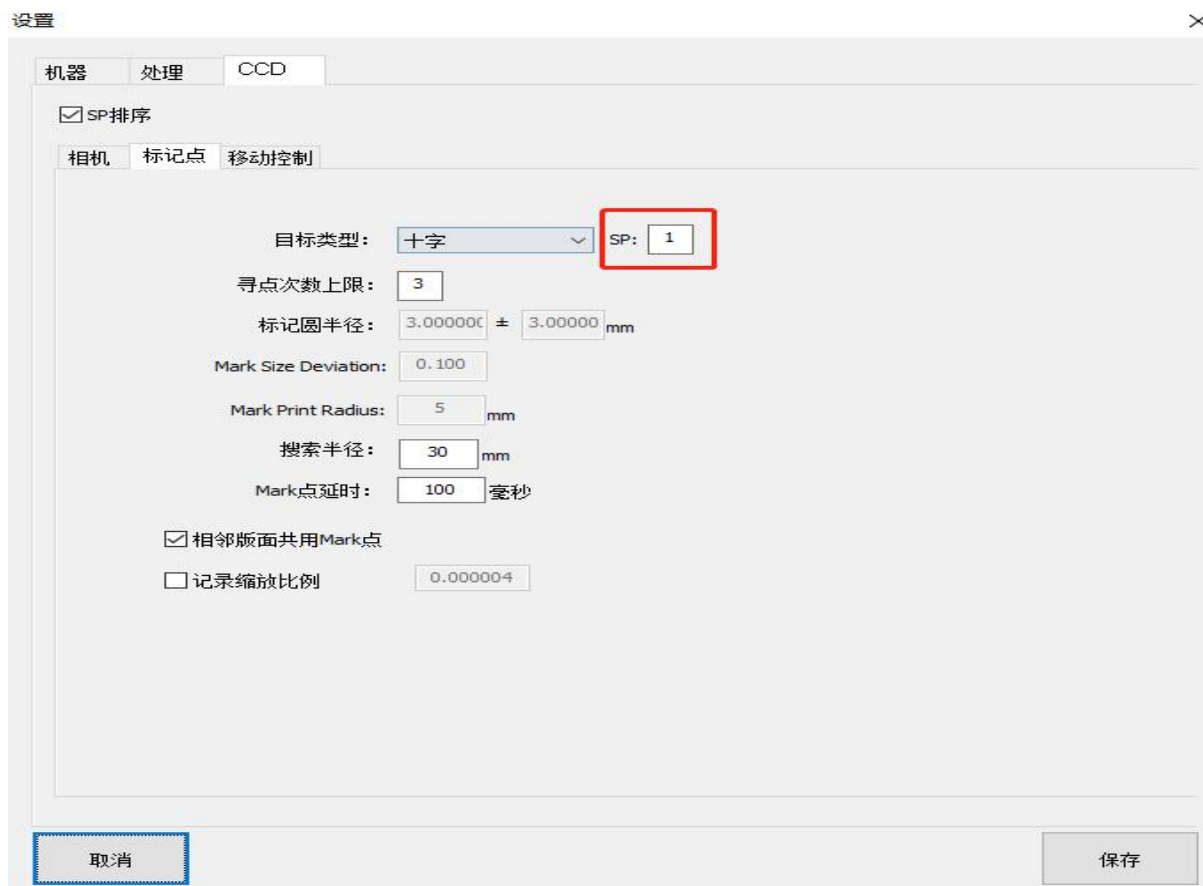 设置
机器 处理 CCD
SP排序
相机 标记点 移动控制
目标类型： 十字 SP: 1
寻点次数上限： 3
标记圆半径： 3.000000 ± 3.00000 mm
Mark Size Deviation: 0.100
Mark Print Radius: 5 mm
搜索半径： 30 mm
Mark点延时： 100 毫秒
相邻版面共用Mark点
记录缩放比例 0.000004
取消 保存